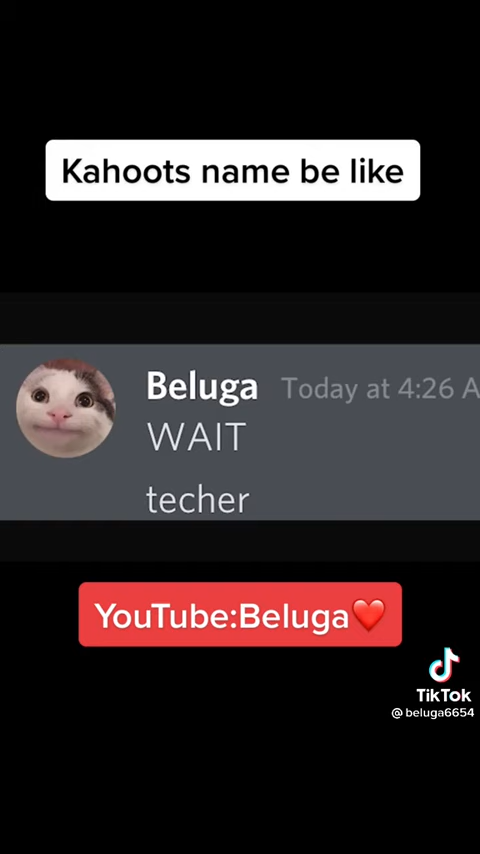 Kahoots name be like
Beluga Today at 4:26 A
WAIT
techer
YouTube:Beluga❤️
TikTok
@ beluga6654